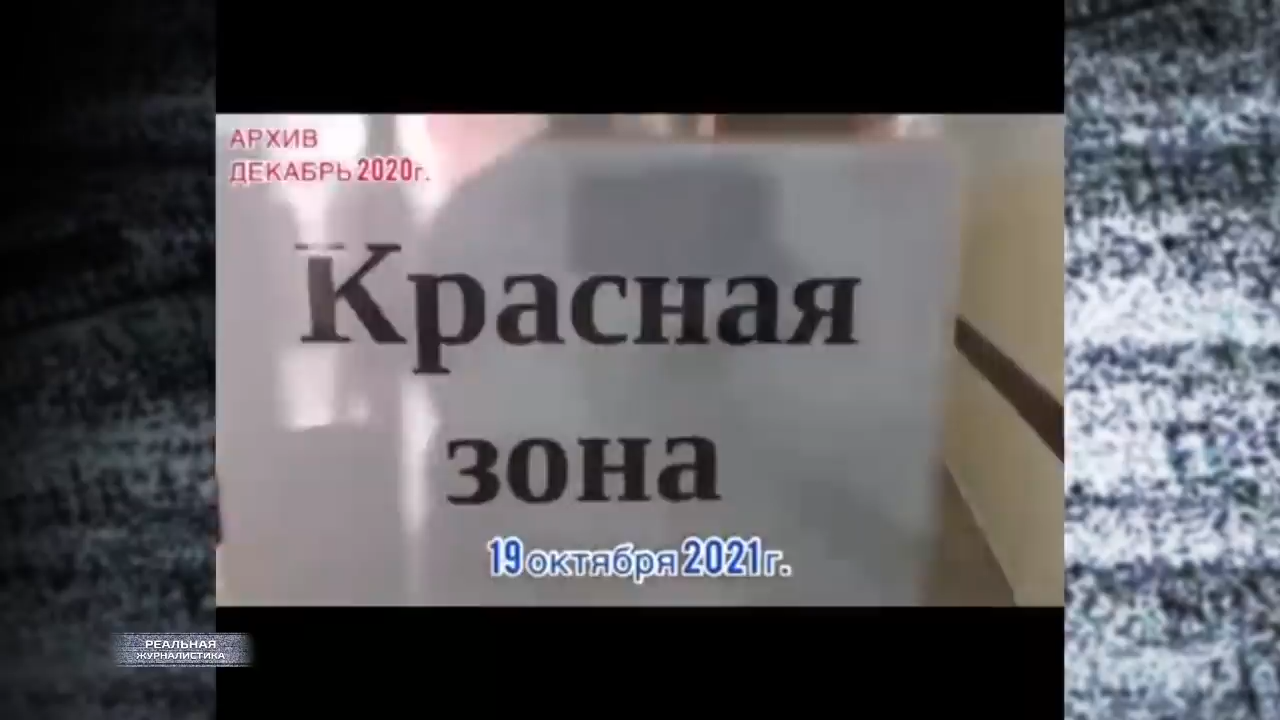 АРХИВ
ДЕКАБРЬ 2020г.
Красная
зона
19 октября 2021г.
РЕАЛЬНАЯ
ЖУРНАЛИСТИКА